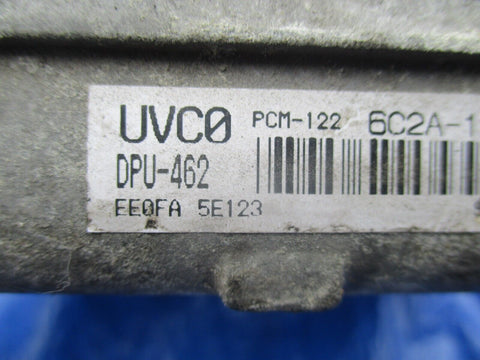 UVC0 PCM-122 6C2A-1
DPU-462
EE0FA 5E123